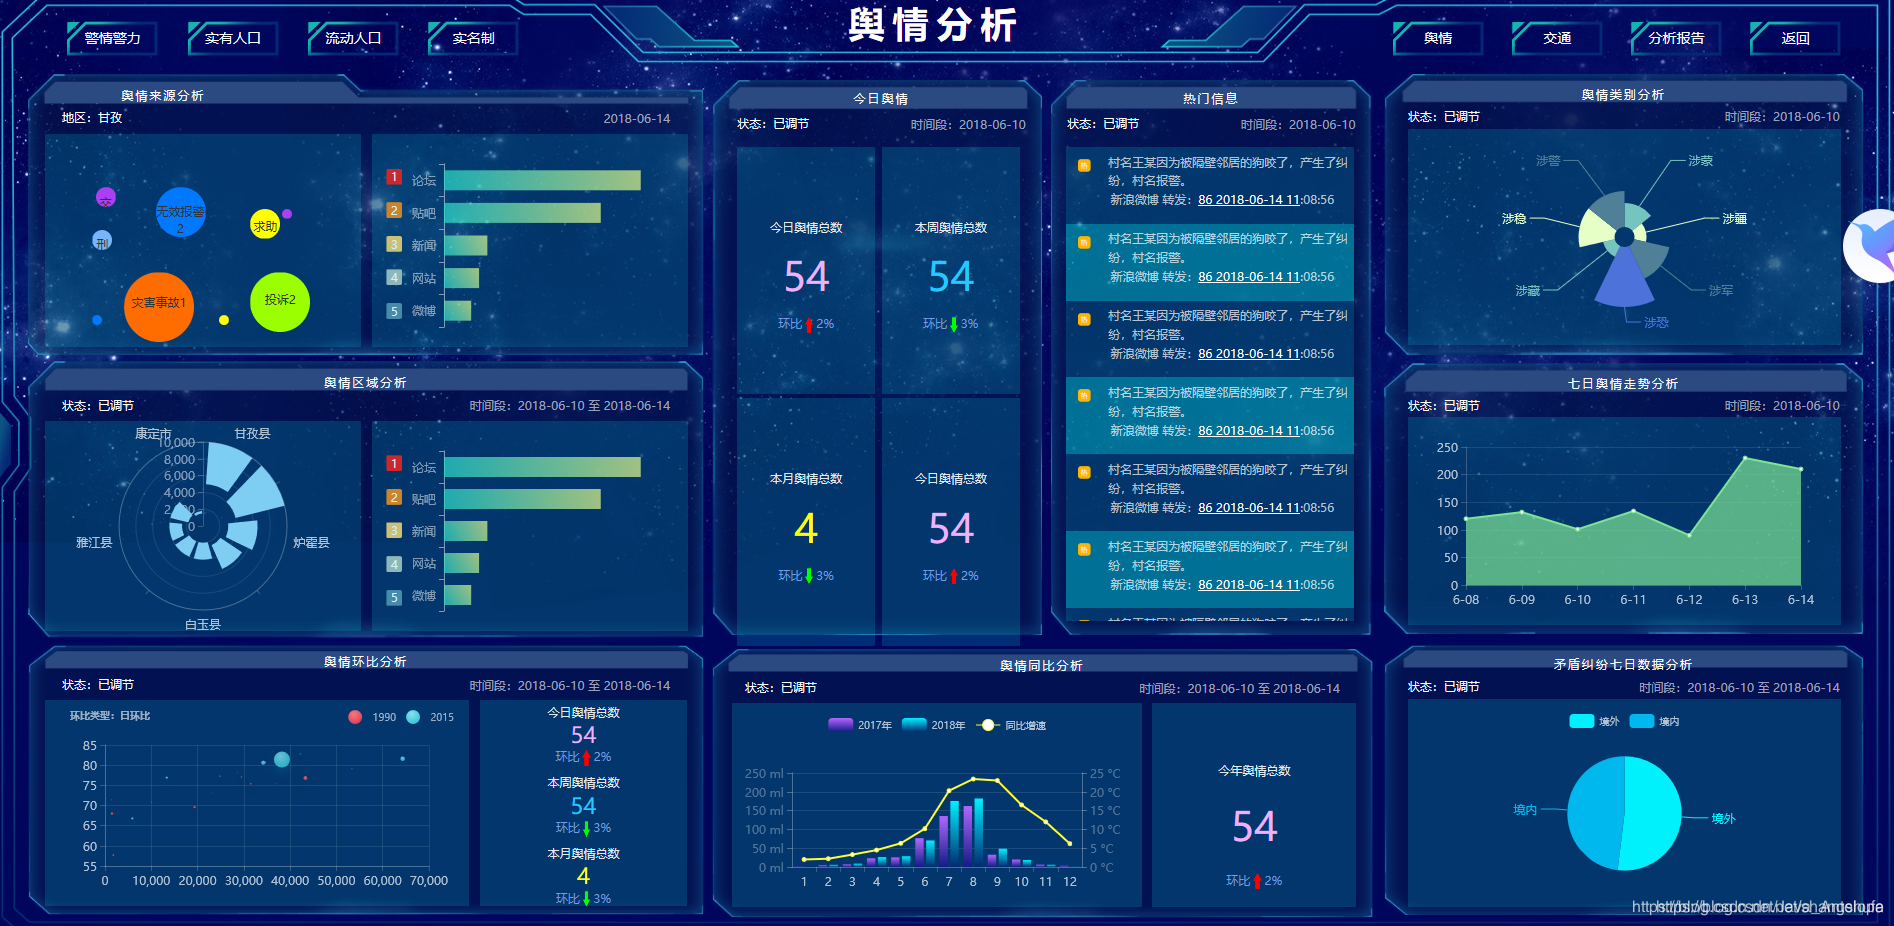 舆情分析
警情警力
实有人口
流动人口
实名制
舆情
交通
分析报告
返回
舆情来源分析
地区：甘孜
2018-06-14
交
无效报警
2
求助
刑
灾害事故1
投诉2
1 论坛
2 贴吧
3 新闻
4 网站
5 微博
今日舆情
状态：已调节
时间段：2018-06-10
今日舆情总数
54
环比 2%
本周舆情总数
54
环比 3%
本月舆情总数
4
环比 3%
今日舆情总数
54
环比 2%
热门信息
状态：已调节
时间段：2018-06-10
热
村名王某因为被隔壁邻居的狗咬了，产生了纠
纷，村名报警。
新浪微博 转发：86 2018-06-14 11:08:56
热
村名王某因为被隔壁邻居的狗咬了，产生了纠
纷，村名报警。
新浪微博 转发：86 2018-06-14 11:08:56
热
村名王某因为被隔壁邻居的狗咬了，产生了纠
纷，村名报警。
新浪微博 转发：86 2018-06-14 11:08:56
热
村名王某因为被隔壁邻居的狗咬了，产生了纠
纷，村名报警。
新浪微博 转发：86 2018-06-14 11:08:56
热
村名王某因为被隔壁邻居的狗咬了，产生了纠
纷，村名报警。
新浪微博 转发：86 2018-06-14 11:08:56
热
村名王某因为被隔壁邻居的狗咬了，产生了纠
纷，村名报警。
新浪微博 转发：86 2018-06-14 11:08:56
村名王某因为被隔壁邻居的狗咬了，产生了纠
舆情类别分析
状态：已调节
时间段：2018-06-10
涉警
涉蒙
涉稳
涉疆
涉藏
涉军
涉恐
舆情区域分析
状态：已调节
时间段：2018-06-10 至 2018-06-14
康定市
甘孜县
10,000
8,000
6,000
4,000
2,000
0
雅江县
炉霍县
白玉县
1 论坛
2 贴吧
3 新闻
4 网站
5 微博
七日舆情走势分析
状态：已调节
时间段：2018-06-10
250
200
150
100
50
0
6-08 6-09 6-10 6-11 6-12 6-13 6-14
舆情环比分析
状态：已调节
时间段：2018-06-10 至 2018-06-14
环比类型：日环比
1990 2015
85
80
75
70
65
60
55
0 10,000 20,000 30,000 40,000 50,000 60,000 70,000
今日舆情总数
54
环比 2%
本周舆情总数
54
环比 3%
本月舆情总数
4
环比 3%
舆情同比分析
状态：已调节
时间段：2018-06-10 至 2018-06-14
2017年 2018年 同比增速
250 ml 25 °C
200 ml 20 °C
150 ml 15 °C
100 ml 10 °C
50 ml 5 °C
0 ml 0 °C
1 2 3 4 5 6 7 8 9 10 11 12
今年舆情总数
54
环比 2%
矛盾纠纷七日数据分析
状态：已调节
时间段：2018-06-10 至 2018-06-14
境外 境内
境内
境外